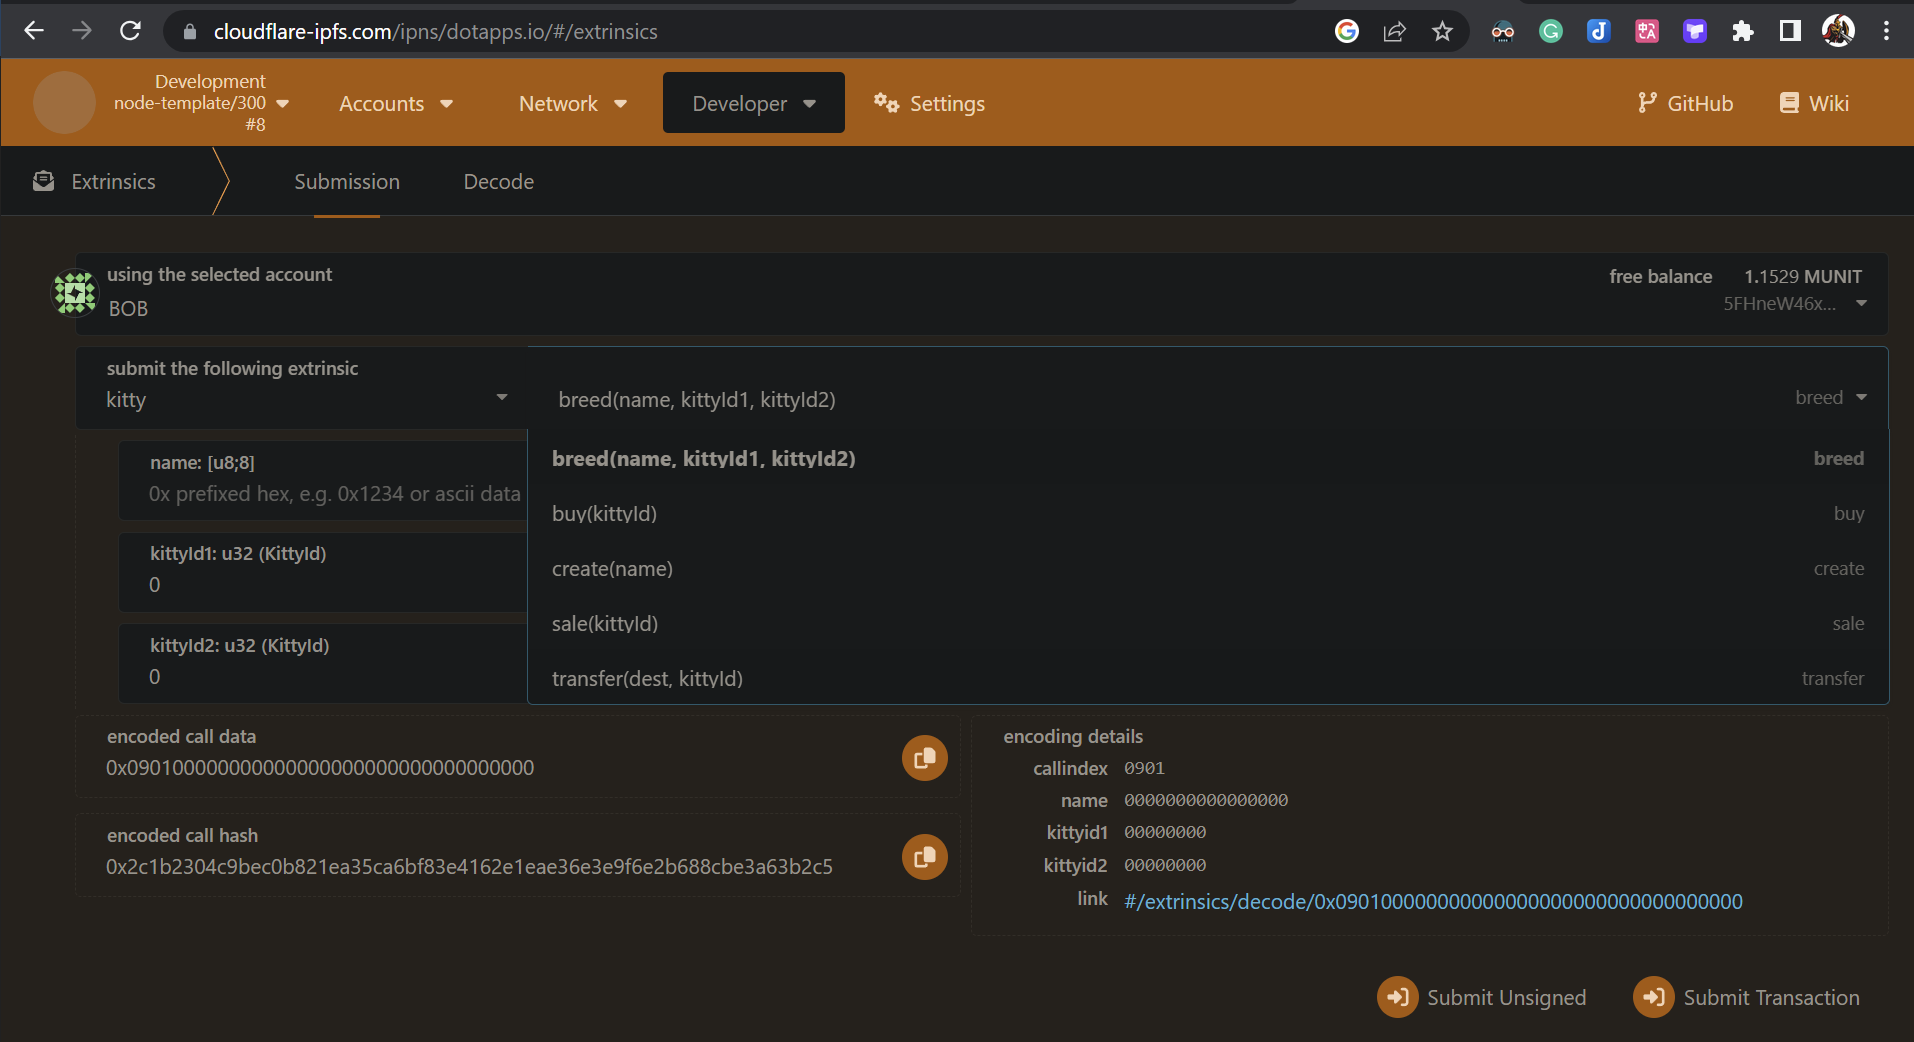 cloudflare-ipfs.com/ipns/dotapps.io/#/extrinsics
Development
node-template/300
#8
Accounts
Network
Developer
Settings
GitHub
Wiki
Extrinsics
Submission
Decode
using the selected account
BOB
free balance 1.1529 MUNIT
5FHneW46x...
submit the following extrinsic
kitty
breed(name, kittyId1, kittyId2)
breed
name: [u8;8]
0x prefixed hex, e.g. 0x1234 or ascii data
kittyId1: u32 (KittyId)
0
kittyId2: u32 (KittyId)
0
breed(name, kittyId1, kittyId2) breed
buy(kittyId) buy
create(name) create
sale(kittyId) sale
transfer(dest, kittyId) transfer
encoded call data
0x090100000000000000000000000000000000
encoded call hash
0x2c1b2304c9bec0b821ea35ca6bf83e4162e1eae36e3e9f6e2b688cbe3a63b2c5
encoding details
callindex 0901
name 0000000000000000
kittyid1 00000000
kittyid2 00000000
link #/extrinsics/decode/0x090100000000000000000000000000000000
Submit Unsigned
Submit Transaction